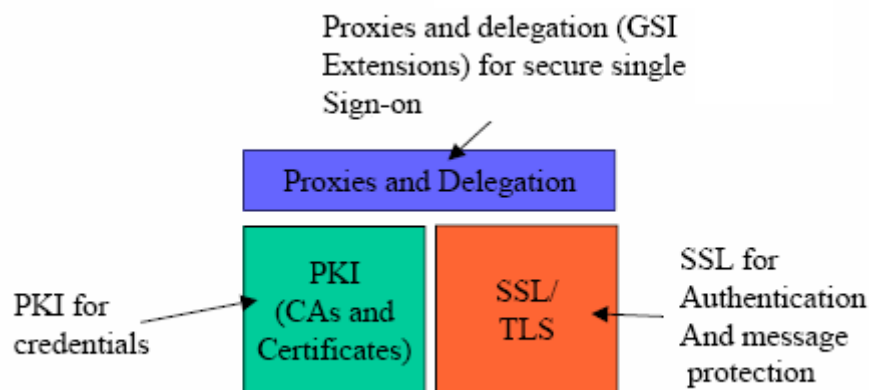 Proxies and delegation (GSI
Extensions) for secure single
Sign-on
Proxies and Delegation
PKI for
credentials
PKI
(CAs and
Certificates)
SSL/
TLS
SSL for
Authentication
And message
protection